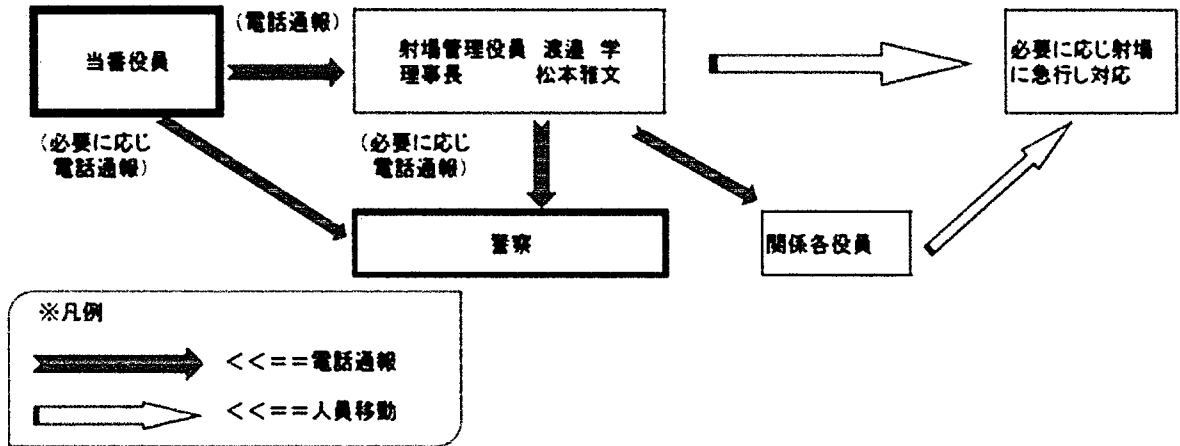 (電話通報)
当番役員
射場管理役員 渡邉 学
理事長 松本雅文
必要に応じ射場
に急行し対応
(必要に応じ
電話通報)
(必要に応じ
電話通報)
警察
関係各役員
※凡例
<<==電話通報
<<==人員移動